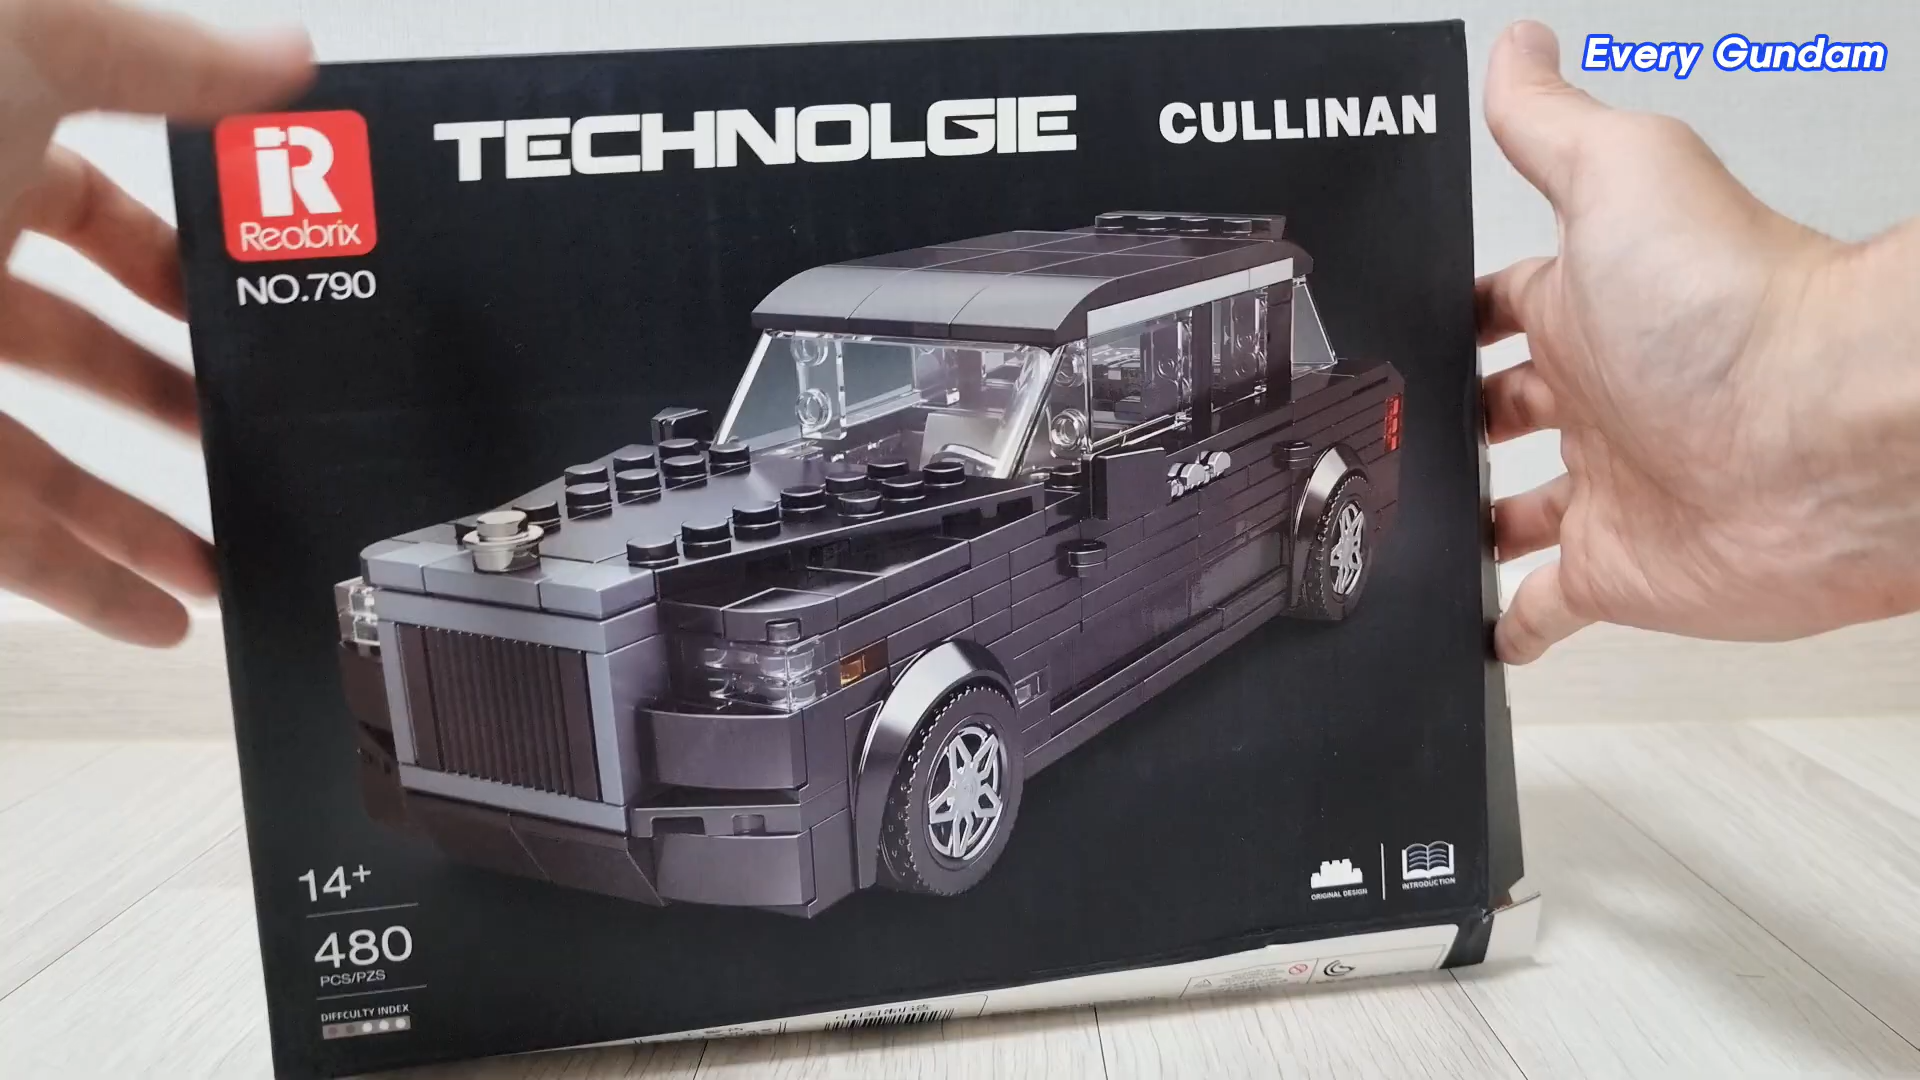 Every Gundam
TECHNOLGIE
CULLINAN
Reobrix
NO.790
14+
480
PCS/PZS
DIFFCULTY INDEX
ORIGINAL DESIGN
INTRODUCTION